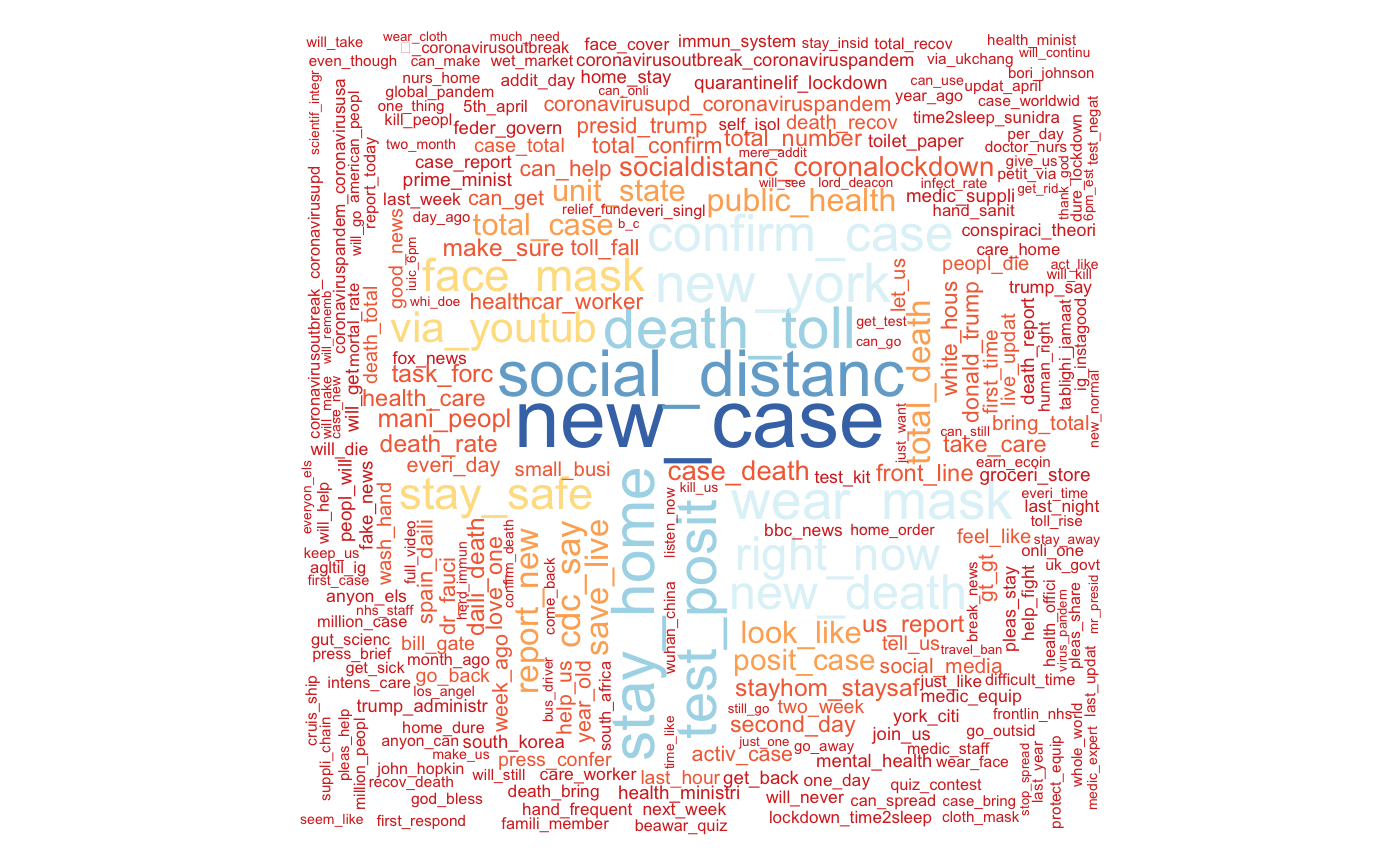 will_take wear_cloth much_need
coronavirusoutbreak face_cover immun_system stay_insid total_recov health_minist
even_though can_make wet_market coronavirusoutbreak_coronaviruspandem via_ukchang will_continu
nurs_home addit_day home_stay quarantinelif_lockdown can_use updat_april bori_johnson
global_pandem can_onli year_ago case_worldwid
one_thing 5th_april coronavirusupd_coronaviruspandem
kill_peopl feder_govern presid_trump self_isol death_recov time2sleep_sunidra
two_month case_total total_confirm total_number toilet_paper per_day doctor_nurs
case_report can_help mere_addit socialdistanc_coronalockdown give_us petit_via
prime_minist will_see lord_deacon infect_rate get_rid
last_week can_get unit_state public_health medic_suppli
day_ago relief_fund everi_singl hand_sanit
total_case b_c confirm_case conspiraci_theori
make_sure toll_fall care_home
face_mask new_york peopl_die act_like
will_kill
whi_doe healthcar_worker trump_say
via_youtub death_toll get_test
can_go
fox_news
task_forc social_distanc
health_care
mani_peopl new_case bring_total
death_rate can_still take_care
will_die
everi_day small_busi case_death test_kit front_line earn_ecoin groceri_store
kill_us
stay_safe wear_mask everi_time
last_night
toll_rise
bbc_news home_order feel_like stay_away
right_now onli_one
uk_govt
keep_us
agltil_ig
first_case
anyon_els new_death
nhs_staff
million_case
gut_scienc look_like us_report
press_brief bill_gate tell_us travel_ban
get_sick month_ago posit_case social_media
intens_care go_back stayhom_staysaf just_like difficult_time
los_angel medic_equip
trump_administr still_go two_week york_citi frontlin_nhs
home_dure second_day join_us go_outsid
anyon_can south_korea just_one go_away medic_staff
make_us press_confer activ_case mental_health wear_face
john_hopkin will_still care_worker last_hour get_back one_day quiz_contest
recov_death
god_bless death_bring health_ministri will_never can_spread case_bring
hand_frequent next_week
seem_like first_respond famili_member beawar_quiz lockdown_time2sleep cloth_mask
scientif_integr
coronavirusoutbreak_coronavirusupd
will_rememb
will_make
case_new
coronaviruspandem_coronavirususa
american_peopl
will_go
report_today
mortal_rate
will_get
death_total
good_news
iuic_6pm
let_us
just_want
total_death
white_hous
donald_trump
first_time
live_updat
death_report
human_right
tablighi_jamaat
ig_instagood
new_normal
thank_god
dure_lockdown
6pm_est
test_negat
everyon_els
will_help
peopl_will
fake_news
wash_hand
full_video
spain_daili
dr_fauci
herd_immun
daili_death
love_one
confirm_death
week_ago
report_new
come_back
bus_driver
cdc_say
help_us
year_old
save_live
south_africa
stay_home
listen_now
wuhan_china
time_like
test_posit
break_news
gt_gt
pleas_stay
help_fight
health_offici
virus_pandem
pleas_share
mr_presid
last_updat
cruis_ship
suppli_chain
pleas_help
million_peopl
stop_spread
last_year
protect_equip
whole_world
medic_expert